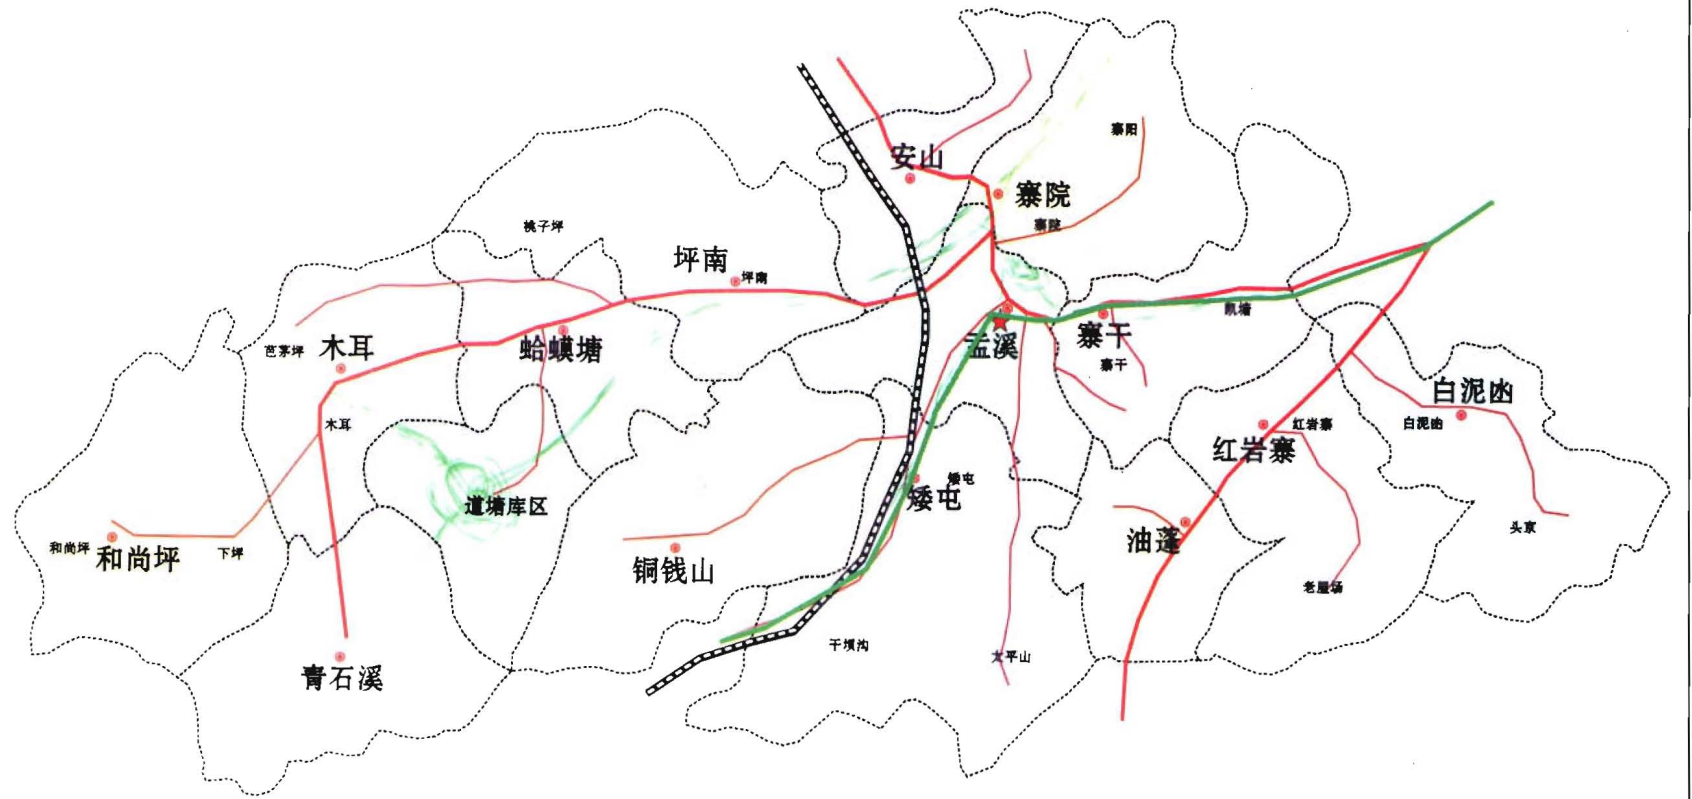 寨阳
安山
寨院
寨院
桃子坪
坪南
坪南
凯塘
芭茅坪
木耳
蛤蟆塘
孟溪
寨干
寨干
白泥凼
白泥凼
木耳
红岩寨
红岩寨
道塘库区
矮屯
矮屯
头京
和尚坪
和尚坪
下坪
铜钱山
油蓬
老屋场
干坝沟
太平山
青石溪